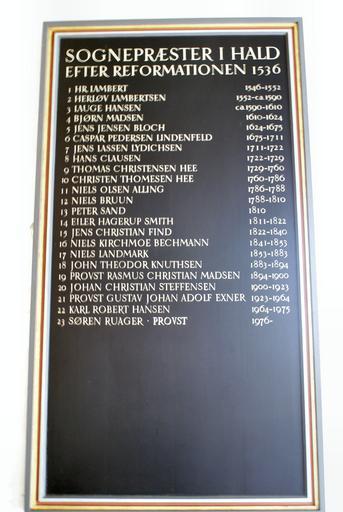 SOGNEPRÆSTER I HALD
EFTER REFORMATIONEN 1536
1 HR LAMBERT 1546-1552
2 HERLØV LAMBERTSEN 1552-ca1590
3 LAUGE HANSEN ca1590-1610
4 BJØRN MADSEN 1610-1624
5 JENS JENSEN BLOCH 1624-1675
6 CASPAR PEDERSEN LINDENFELD 1675-1711
7 JENS LASSEN LYDICHSEN 1711-1722
8 HANS CLAUSEN 1722-1729
9 THOMAS CHRISTENSEN HEE 1729-1760
10 CHRISTEN THOMESEN HEE 1760-1786
11 NIELS OLSEN ALLING 1786-1788
12 NIELS BRUUN 1788-1810
13 PETER SAND 1810
14 EILER HAGERUP SMITH 1811-1822
15 JENS CHRISTIAN FIND 1822-1840
16 NIELS KIRCHMOE BECHMANN 1841-1853
17 NIELS LANDMARK 1853-1883
18 JOHN THEODOR KNUTHSEN 1883-1894
19 PROVST RASMUS CHRISTIAN MADSEN 1894-1900
20 JOHAN CHRISTIAN STEFFENSEN 1900-1923
21 PROVST GUSTAV JOHAN ADOLF EXNER 1923-1964
22 KARL ROBERT HANSEN 1964-1975
23 SØREN RUAGER · PROVST 1976-